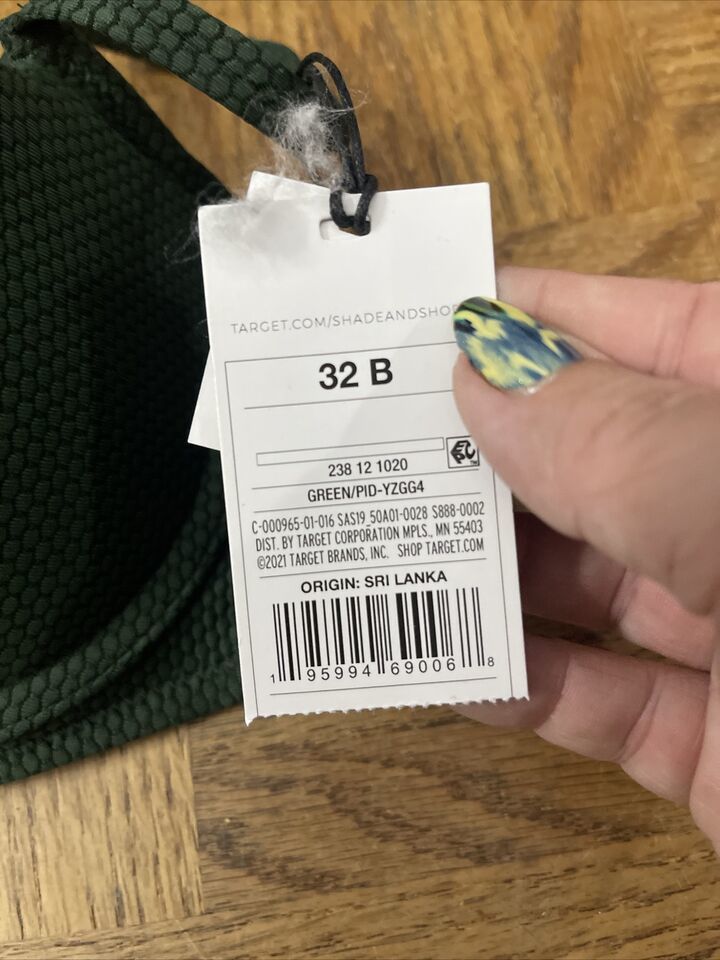 TARGET.COM/SHADEANDSHO
32 B
238 12 1020
GREEN/PID-YZGG4
C-000965-01-016 SAS19_50A01-0028 S888-0002
DIST. BY TARGET CORPORATION MPLS., MN 55403
©2021 TARGET BRANDS, INC. SHOP TARGET.COM
ORIGIN: SRI LANKA
1 95994 69006 8